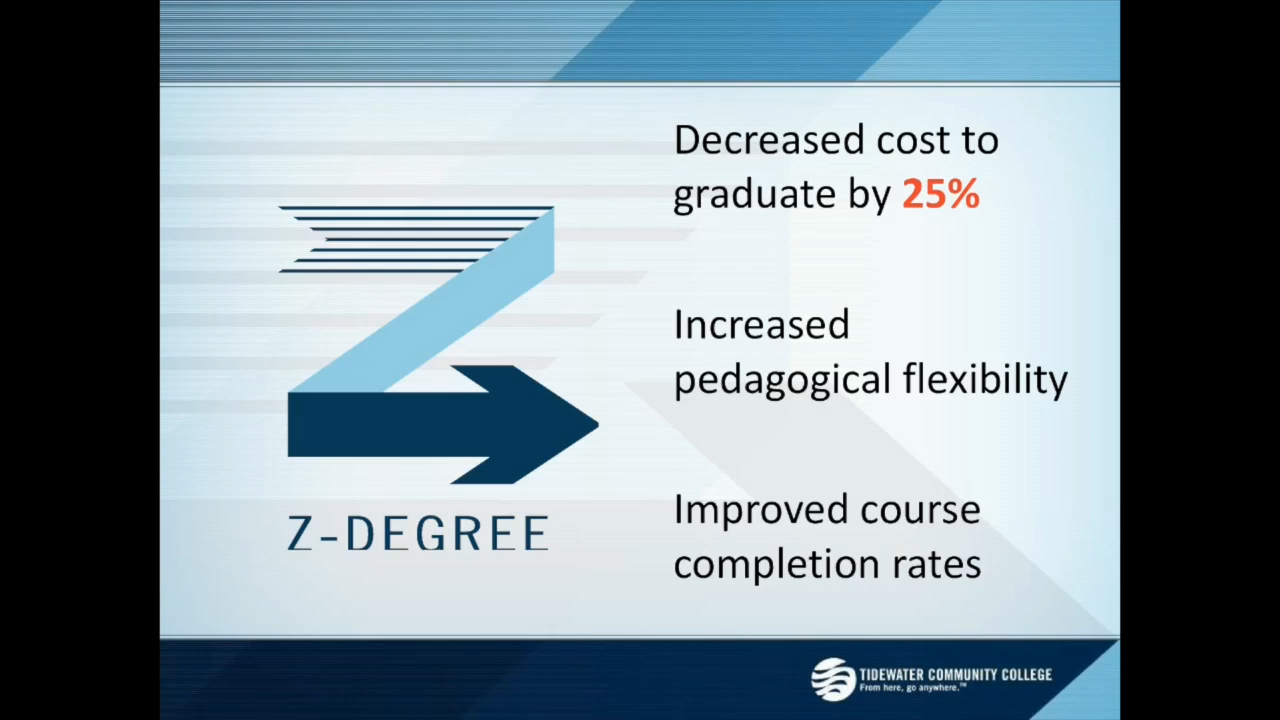 Decreased cost to
graduate by 25%
Increased
pedagogical flexibility
Improved course
completion rates
Z-DEGREE
TIDEWATER COMMUNITY COLLEGE
From here, go anywhere.™